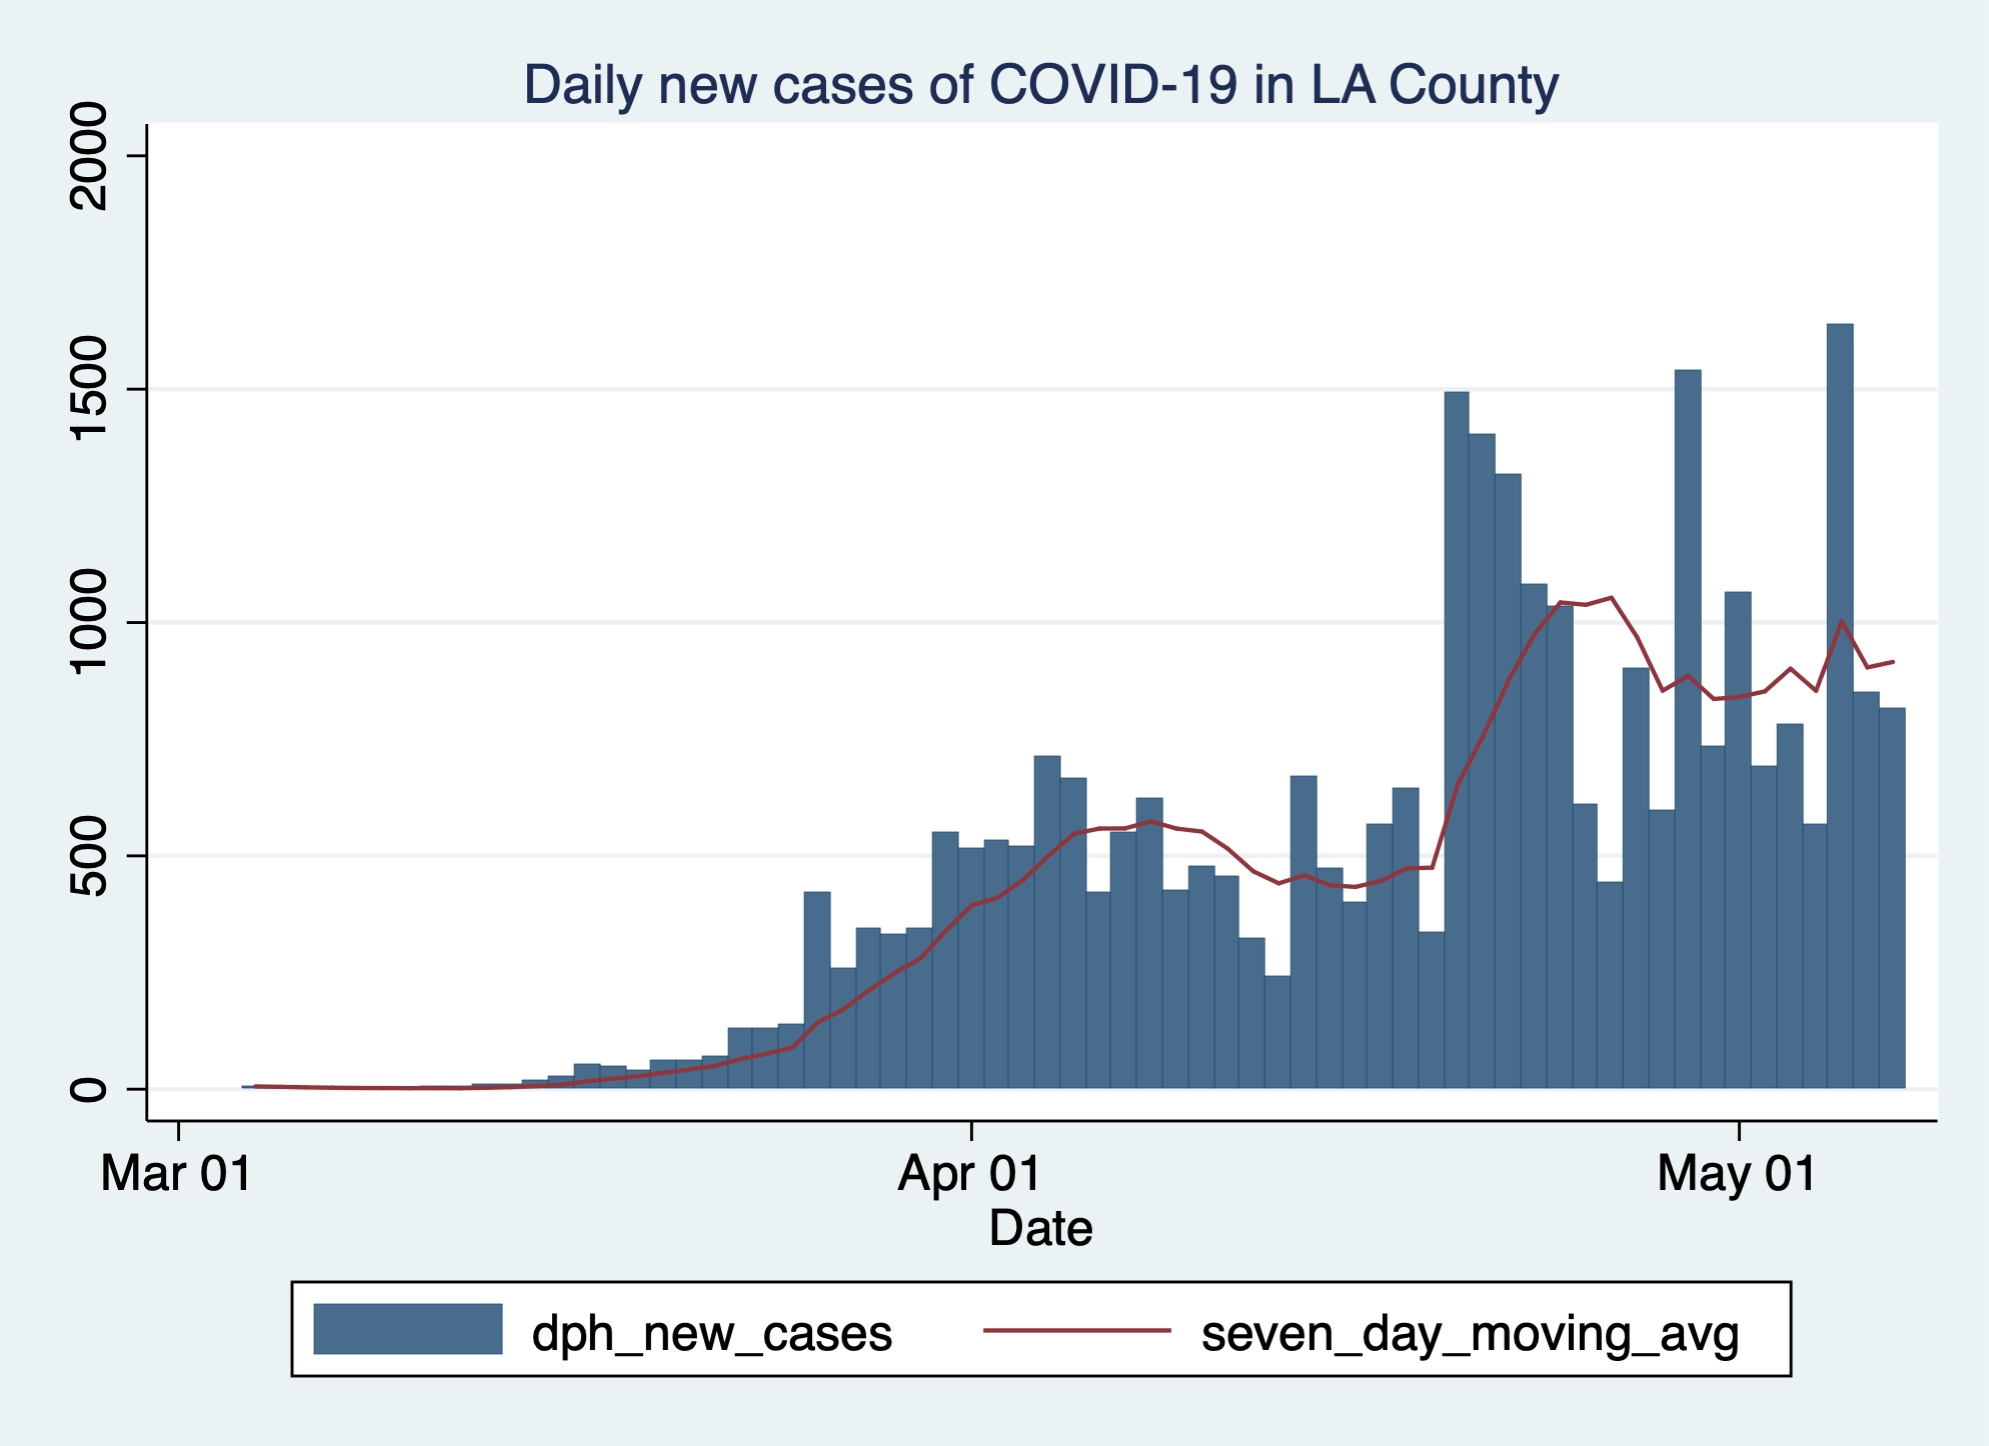 Daily new cases of COVID-19 in LA County
2000
1500
1000
500
0
Mar 01 Apr 01 May 01
Date
dph_new_cases seven_day_moving_avg